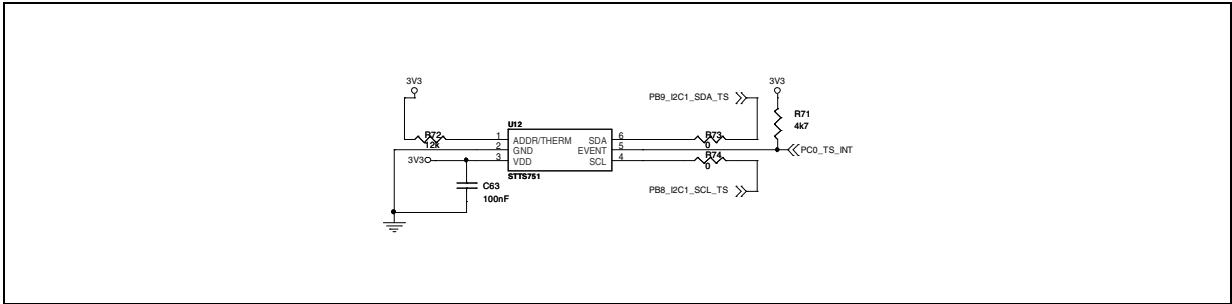 3V3
3V3
PB9_I2C1_SDA_TS
R71
4k7
U12
R72
12k
1
ADDR/THERM
SDA
6
R73
0
2
GND
EVENT
5
PC0_TS_INT
3V3
3
VDD
SCL
4
R74
0
STTS751
C63
100nF
PB8_I2C1_SCL_TS